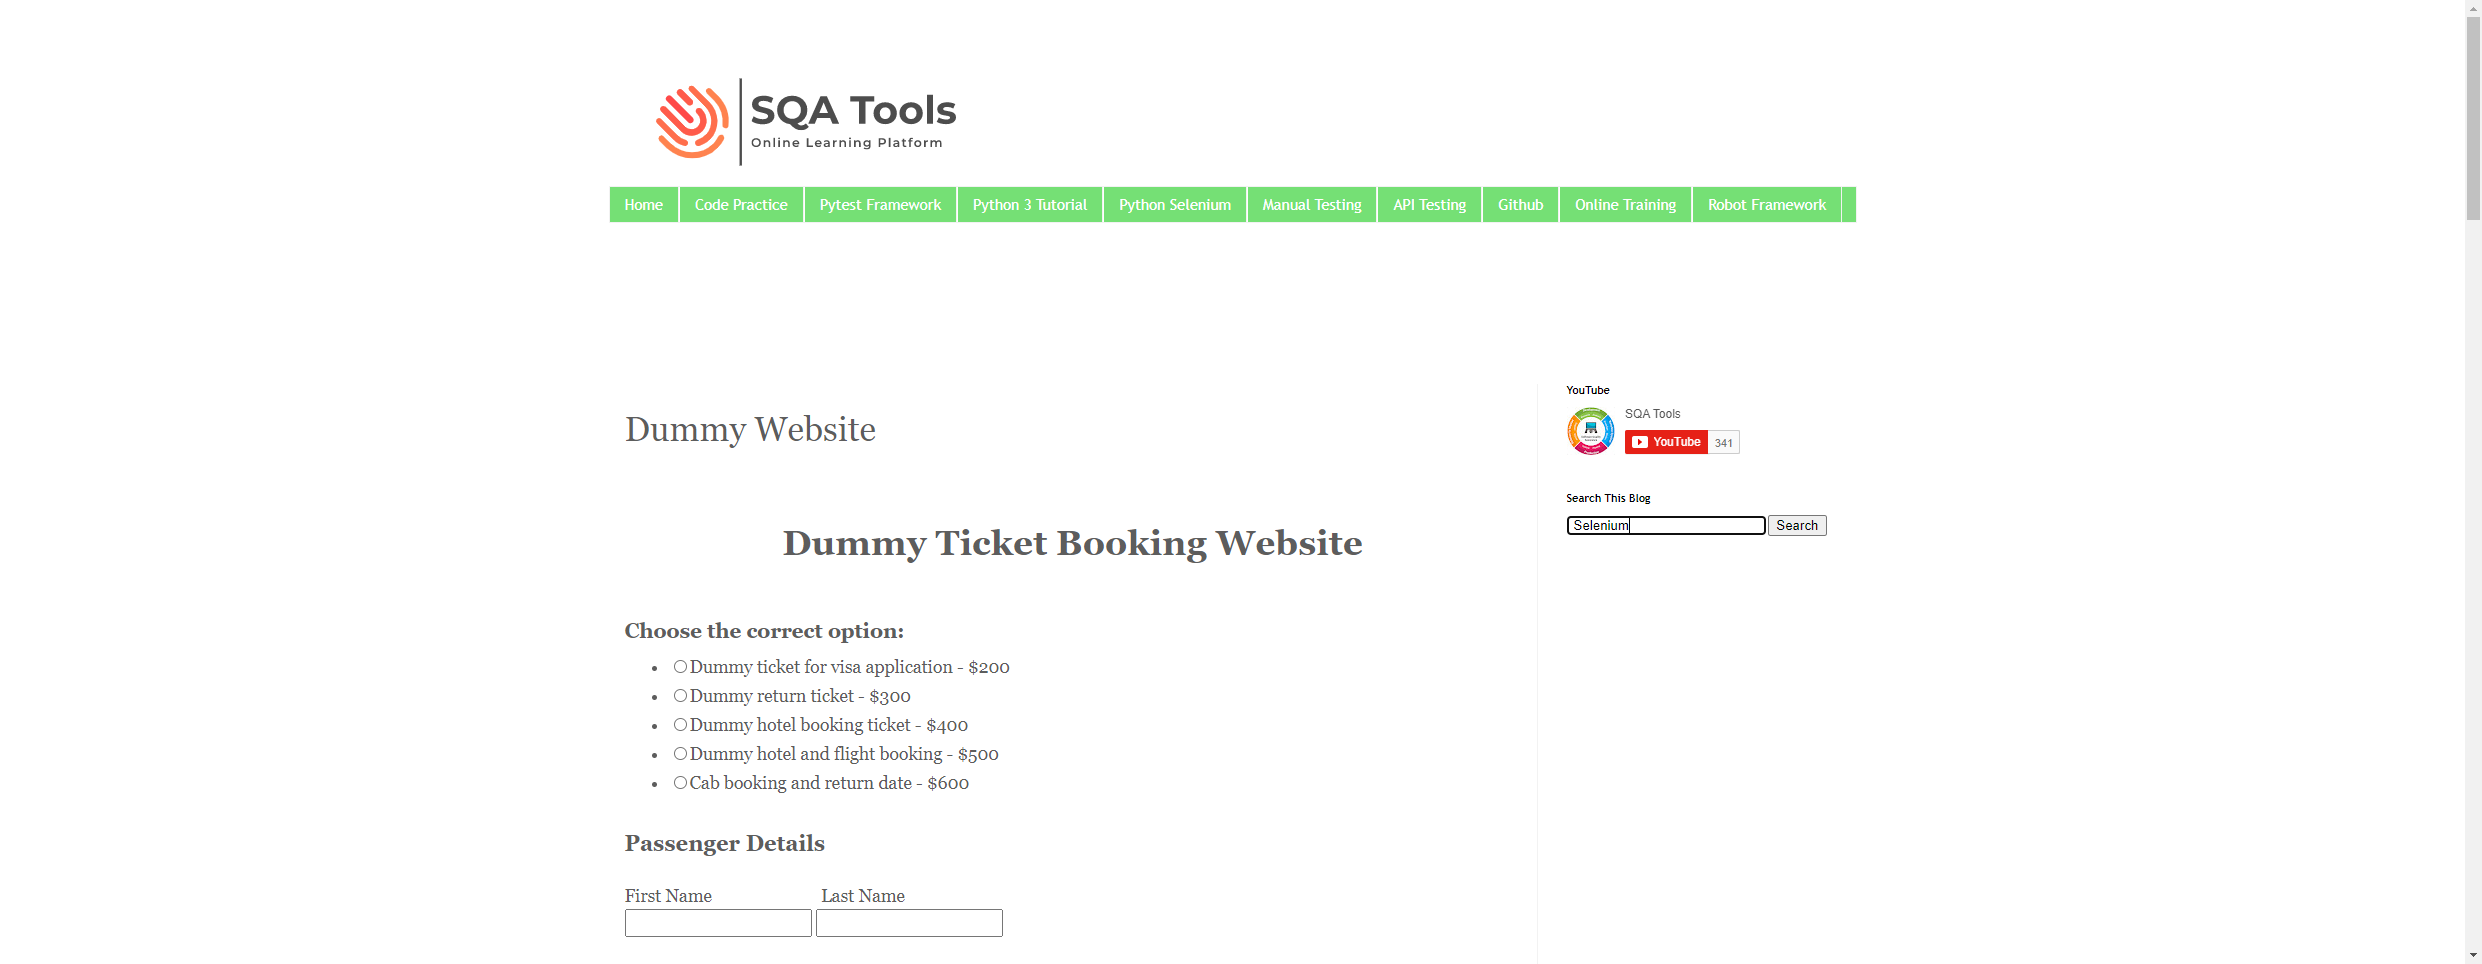 SQA Tools
Online Learning Platform
Home Code Practice Pytest Framework Python 3 Tutorial Python Selenium Manual Testing API Testing Github Online Training Robot Framework
Dummy Website
Dummy Ticket Booking Website
Choose the correct option:
Dummy ticket for visa application - $200
Dummy return ticket - $300
Dummy hotel booking ticket - $400
Dummy hotel and flight booking - $500
Cab booking and return date - $600
Passenger Details
First Name Last Name
YouTube
SQA Tools
YouTube 341
Search This Blog
Selenium Search